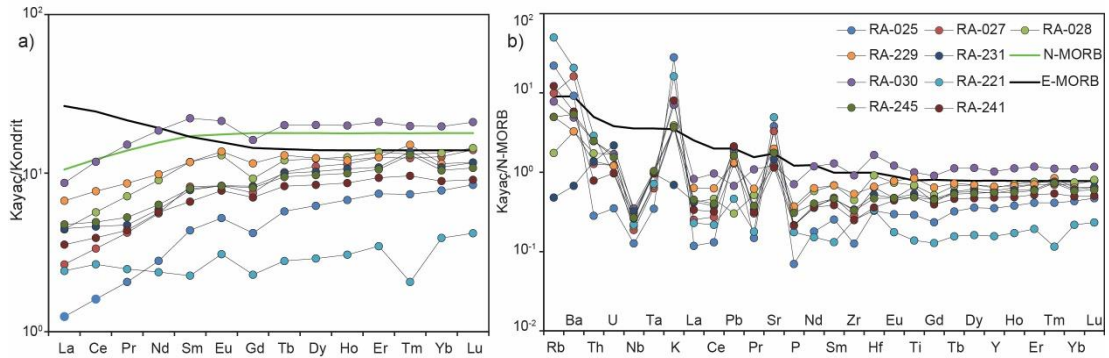 a)
10²
10¹
10⁰
Kayaç/Kondrit
La Ce Pr Nd Sm Eu Gd Tb Dy Ho Er Tm Yb Lu
b)
10²
10¹
10⁰
10⁻¹
10⁻²
Kayaç/N-MORB
RA-025 RA-027 RA-028
RA-229 RA-231 N-MORB
RA-030 RA-221 E-MORB
RA-245 RA-241
Ba U Ta La Pb Sr Nd Zr Eu Gd Dy Ho Tm Lu
Rb Th Nb K Ce Pr P Sm Hf Ti Tb Y Er Yb